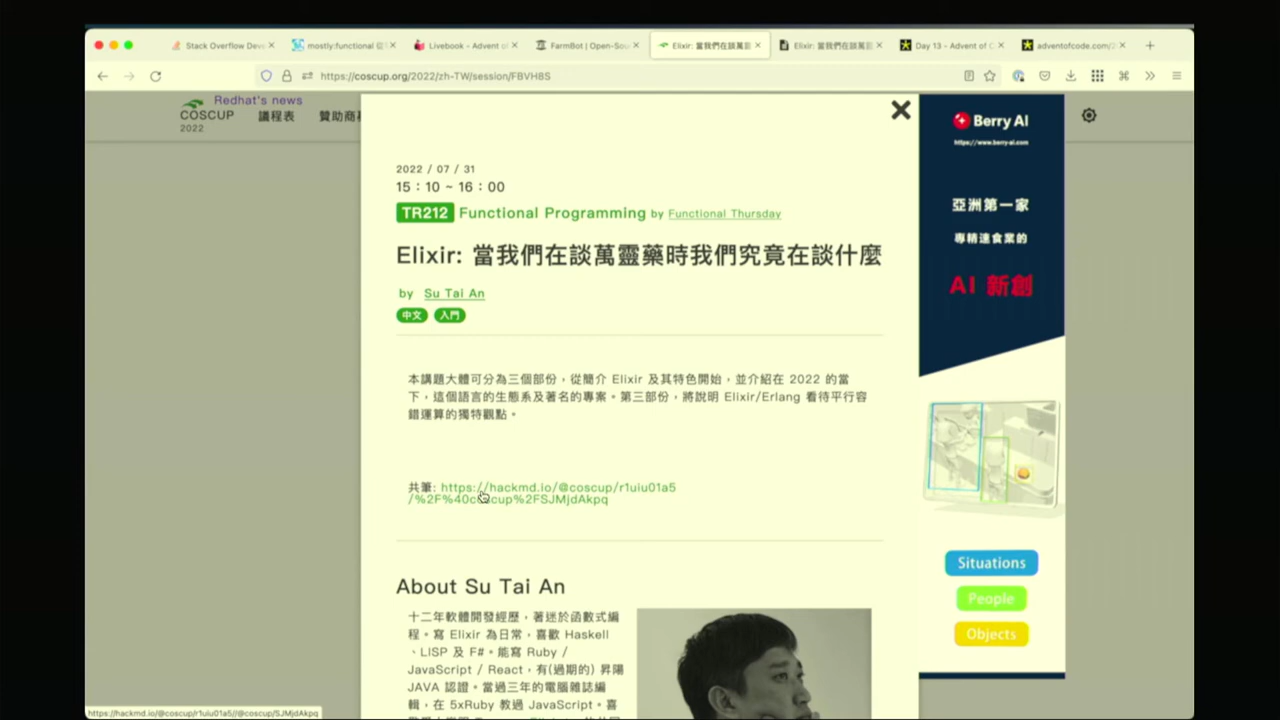 Stack Overflow Deve
mostly:functional 從
Livebook - Advent o
FarmBot | Open-Sou
Elixir: 當我們在談萬靈
Elixir: 當我們在談萬靈
Day 13 - Advent of C
adventofcode.com/2
https://coscup.org/2022/zh-TW/session/FBVH8S
Redhat's news
COSCUP
2022
議程表
贊助商
2022 / 07 / 31
15：10 ~ 16：00
TR212 Functional Programming by Functional Thursday
Elixir: 當我們在談萬靈藥時我們究竟在談什麼
by Su Tai An
中文 入門
本講題大體可分為三個部份，從簡介 Elixir 及其特色開始，並介紹在 2022 的當
下，這個語言的生態系及著名的專案。第三部份，將說明 Elixir/Erlang 看待平行容
錯運算的獨特觀點。
共筆: https://hackmd.io/@coscup/r1uiu01a5
/%2F%40coscup%2FSJMjdAkpq
About Su Tai An
十二年軟體開發經歷，著迷於函數式編
程。寫 Elixir 為日常，喜歡 Haskell
、LISP 及 F#。能寫 Ruby /
JavaScript / React，有(過期的) 昇陽
JAVA 認證。當過三年的電腦雜誌編
輯，在 5xRuby 教過 JavaScript。喜
Berry AI
https://www.berry-ai.com
亞洲第一家
專精速食業的
AI 新創
Situations
People
Objects
https://hackmd.io/@coscup/r1uiu01a5//@coscup/SJMjdAkpq